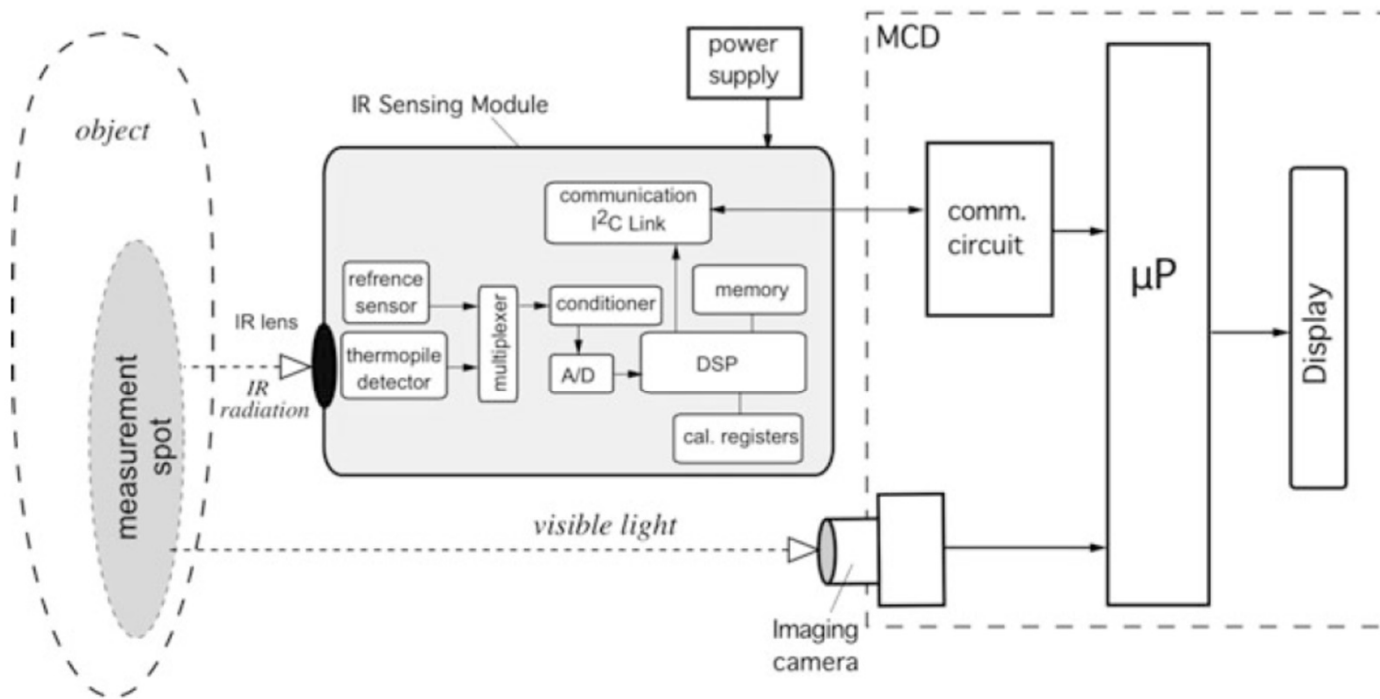 object
measurement
spot
IR lens
IR
radiation
IR Sensing Module
power
supply
communication
I²C Link
refrence
sensor
thermopile
detector
multiplexer
conditioner
A/D
memory
DSP
cal. registers
visible light
Imaging
camera
MCD
comm.
circuit
µP
Display